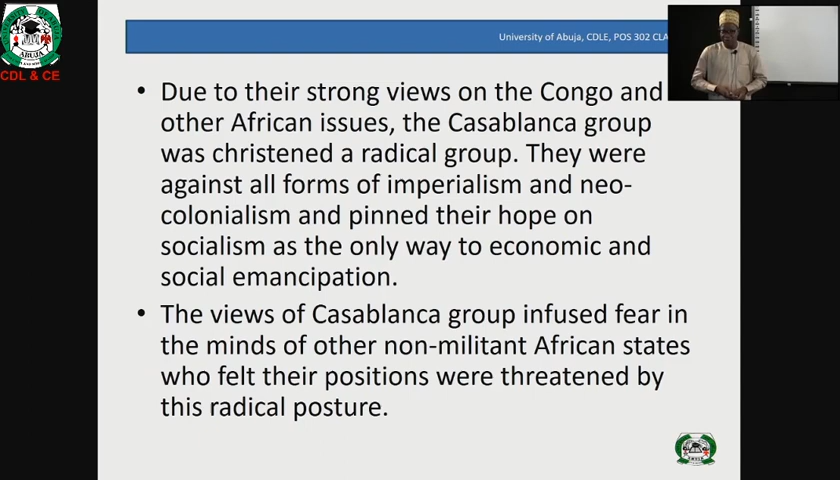 ABUJA
CDL & CE
University of Abuja, CDLE, POS 302 CLA
• Due to their strong views on the Congo and
other African issues, the Casablanca group
was christened a radical group. They were
against all forms of imperialism and neo-
colonialism and pinned their hope on
socialism as the only way to economic and
social emancipation.
• The views of Casablanca group infused fear in
the minds of other non-militant African states
who felt their positions were threatened by
this radical posture.